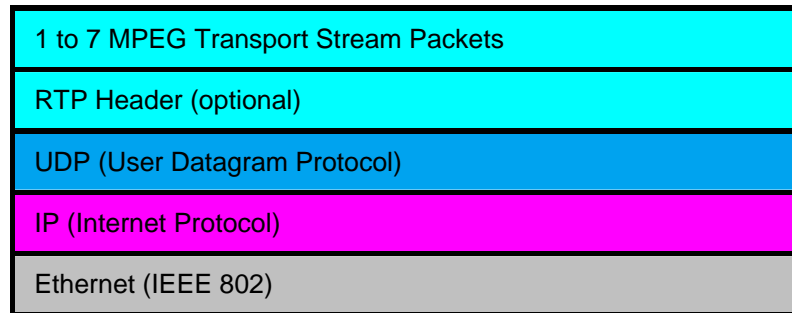 1 to 7 MPEG Transport Stream Packets
RTP Header (optional)
UDP (User Datagram Protocol)
IP (Internet Protocol)
Ethernet (IEEE 802)